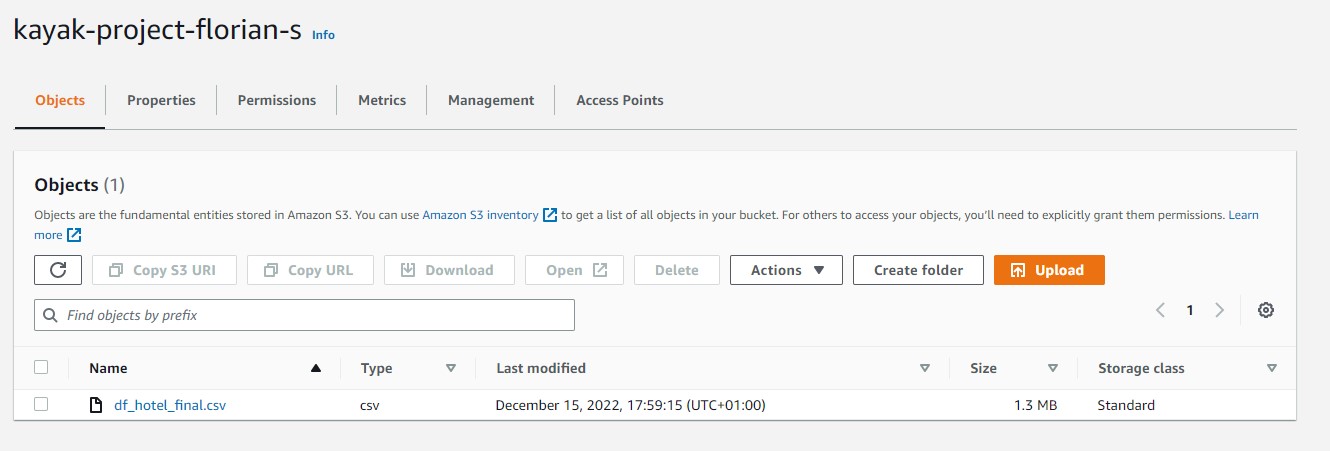 kayak-project-florian-s Info
Objects Properties Permissions Metrics Management Access Points
Objects (1)
Objects are the fundamental entities stored in Amazon S3. You can use Amazon S3 inventory to get a list of all objects in your bucket. For others to access your objects, you'll need to explicitly grant them permissions. Learn
more
Copy S3 URI Copy URL Download Open Delete Actions Create folder Upload
Find objects by prefix
1
Name Type Last modified Size Storage class
df_hotel_final.csv csv December 15, 2022, 17:59:15 (UTC+01:00) 1.3 MB Standard